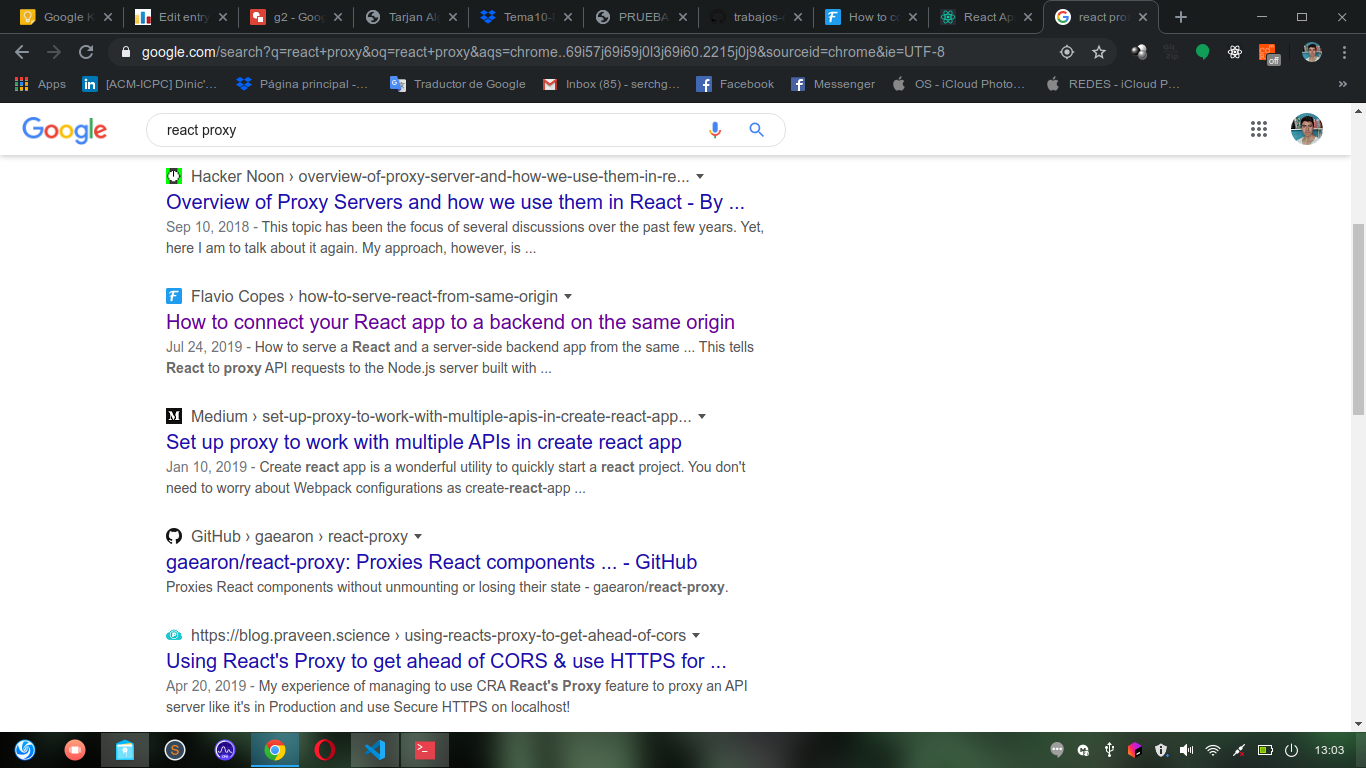 Google K
Edit entry
g2 - Goog
Tarjan Al
Tema10-
PRUEBA
trabajos-
How to co
React Ap
react pro
google.com/search?q=react+proxy&oq=react+proxy&aqs=chrome..69i57j69i59j0l3j69i60.2215j0j9&sourceid=chrome&ie=UTF-8
off
Apps
[ACM-ICPC] Dinic'...
Página principal -...
Traductor de Google
Inbox (85) - serchg...
Facebook
Messenger
OS - iCloud Photo...
REDES - iCloud P...
»
Google
react proxy
Hacker Noon › overview-of-proxy-server-and-how-we-use-them-in-re...
Overview of Proxy Servers and how we use them in React - By ...
Sep 10, 2018 - This topic has been the focus of several discussions over the past few years. Yet,
here I am to talk about it again. My approach, however, is ...
Flavio Copes › how-to-serve-react-from-same-origin
How to connect your React app to a backend on the same origin
Jul 24, 2019 - How to serve a React and a server-side backend app from the same ... This tells
React to proxy API requests to the Node.js server built with ...
Medium › set-up-proxy-to-work-with-multiple-apis-in-create-react-app...
Set up proxy to work with multiple APIs in create react app
Jan 10, 2019 - Create react app is a wonderful utility to quickly start a react project. You don't
need to worry about Webpack configurations as create-react-app ...
GitHub › gaearon › react-proxy
gaearon/react-proxy: Proxies React components ... - GitHub
Proxies React components without unmounting or losing their state - gaearon/react-proxy.
https://blog.praveen.science › using-reacts-proxy-to-get-ahead-of-cors
Using React's Proxy to get ahead of CORS & use HTTPS for ...
Apr 20, 2019 - My experience of managing to use CRA React's Proxy feature to proxy an API
server like it's in Production and use Secure HTTPS on localhost!
13:03